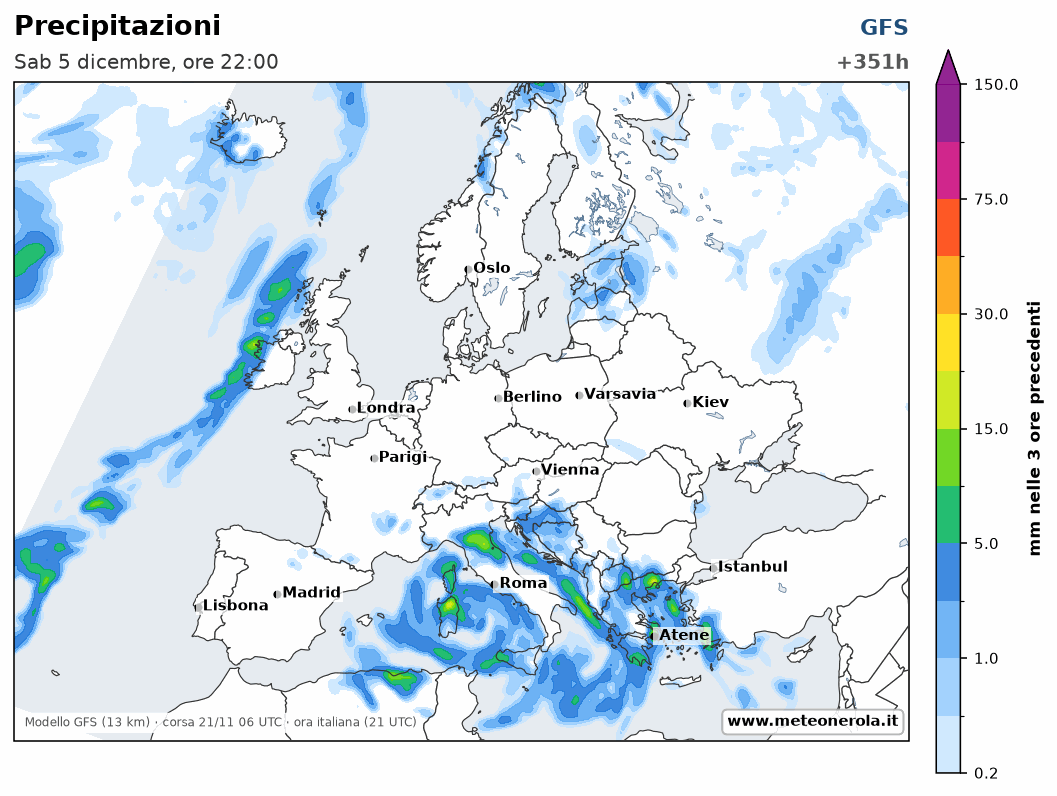 Precipitazioni
GFS
Sab 5 dicembre, ore 22:00
+351h
150.0
75.0
30.0
15.0
5.0
1.0
0.2
mm nelle 3 ore precedenti
Oslo
Berlino
Varsavia
Kiev
Londra
Parigi
Vienna
Istanbul
Roma
Madrid
Lisbona
Atene
Modello GFS (13 km) · corsa 21/11 06 UTC · ora italiana (21 UTC)
www.meteonerola.it